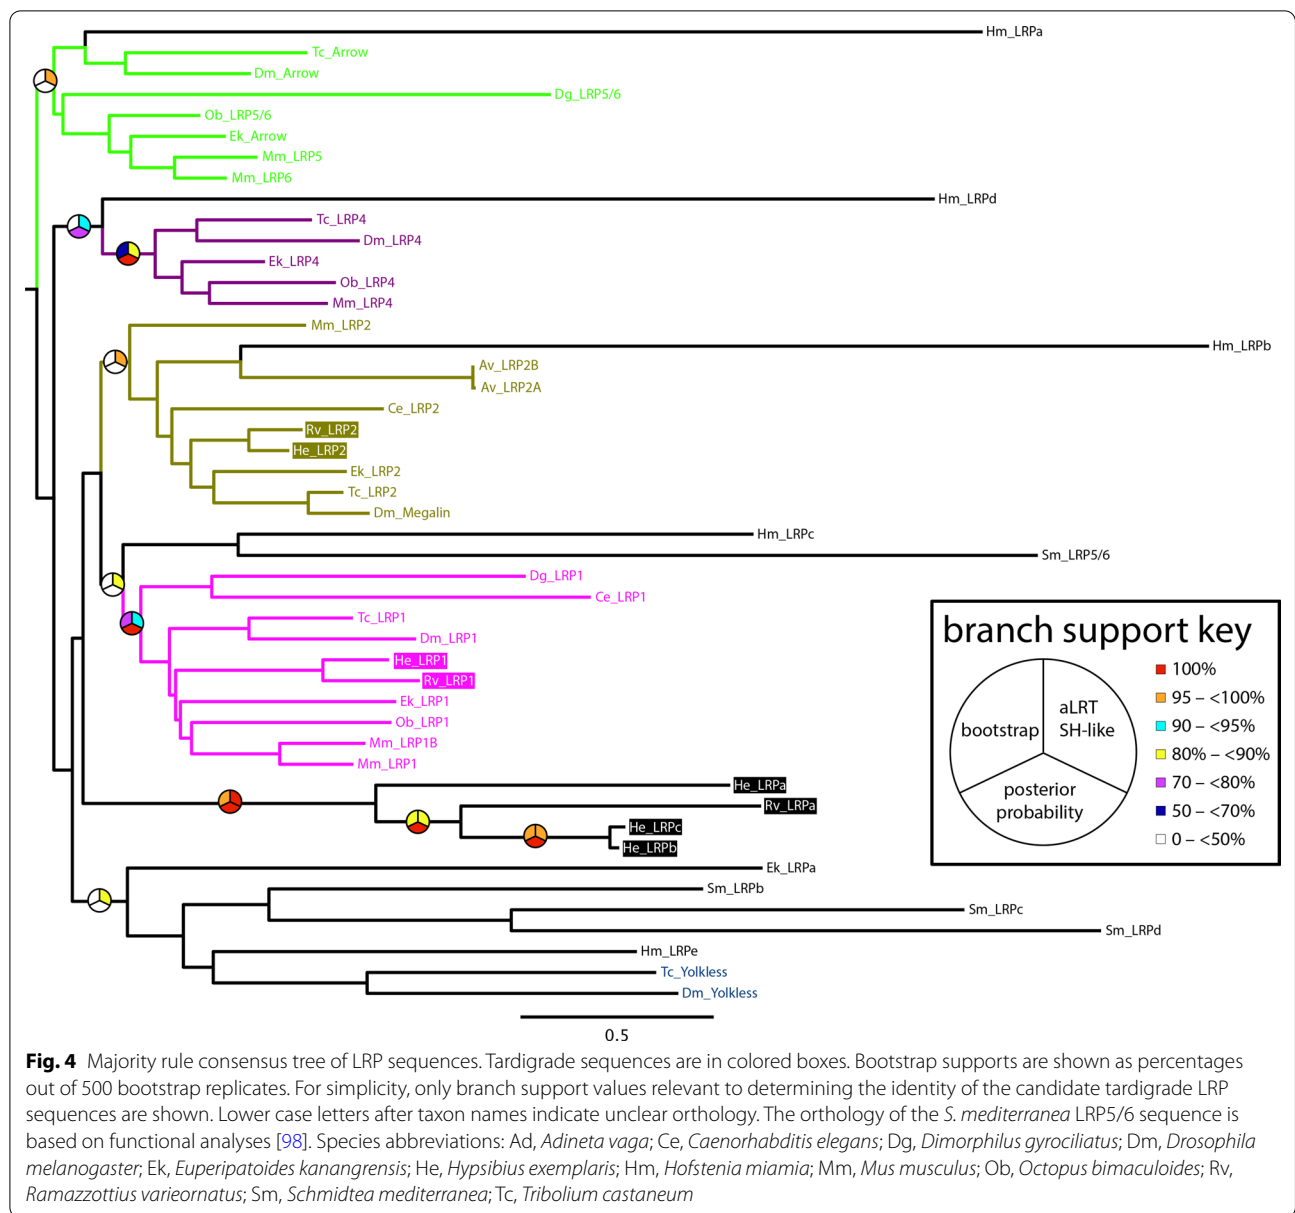 Hm_LRPa
Tc_Arrow
Dm_Arrow
Dg_LRP5/6
Ob_LRP5/6
Ek_Arrow
Mm_LRP5
Mm_LRP6
Hm_LRPd
Tc_LRP4
Dm_LRP4
Ek_LRP4
Ob_LRP4
Mm_LRP4
Mm_LRP2
Hm_LRPb
Av_LRP2B
Av_LRP2A
Ce_LRP2
Rv_LRP2
He_LRP2
Ek_LRP2
Tc_LRP2
Dm_Megalin
Hm_LRPc
Sm_LRP5/6
Dg_LRP1
Ce_LRP1
Tc_LRP1
Dm_LRP1
He_LRP1
Rv_LRP1
Ek_LRP1
Ob_LRP1
Mm_LRP1B
Mm_LRP1
He_LRPa
Rv_LRPa
He_LRPc
He_LRPb
Ek_LRPa
Sm_LRPb
Sm_LRPc
Sm_LRPd
Hm_LRPe
Tc_Yolkless
Dm_Yolkless
0.5
branch support key
bootstrap
aLRT
SH-like
posterior
probability
100%
95 – <100%
90 – <95%
80% – <90%
70 – <80%
50 – <70%
0 – <50%
Fig. 4 Majority rule consensus tree of LRP sequences. Tardigrade sequences are in colored boxes. Bootstrap supports are shown as percentages
out of 500 bootstrap replicates. For simplicity, only branch support values relevant to determining the identity of the candidate tardigrade LRP
sequences are shown. Lower case letters after taxon names indicate unclear orthology. The orthology of the S. mediterranea LRP5/6 sequence is
based on functional analyses [98]. Species abbreviations: Ad, Adineta vaga; Ce, Caenorhabditis elegans; Dg, Dimorphilus gyrociliatus; Dm, Drosophila
melanogaster; Ek, Euperipatoides kanangrensis; He, Hypsibius exemplaris; Hm, Hofstenia miamia; Mm, Mus musculus; Ob, Octopus bimaculoides; Rv,
Ramazzottius varieornatus; Sm, Schmidtea mediterranea; Tc, Tribolium castaneum